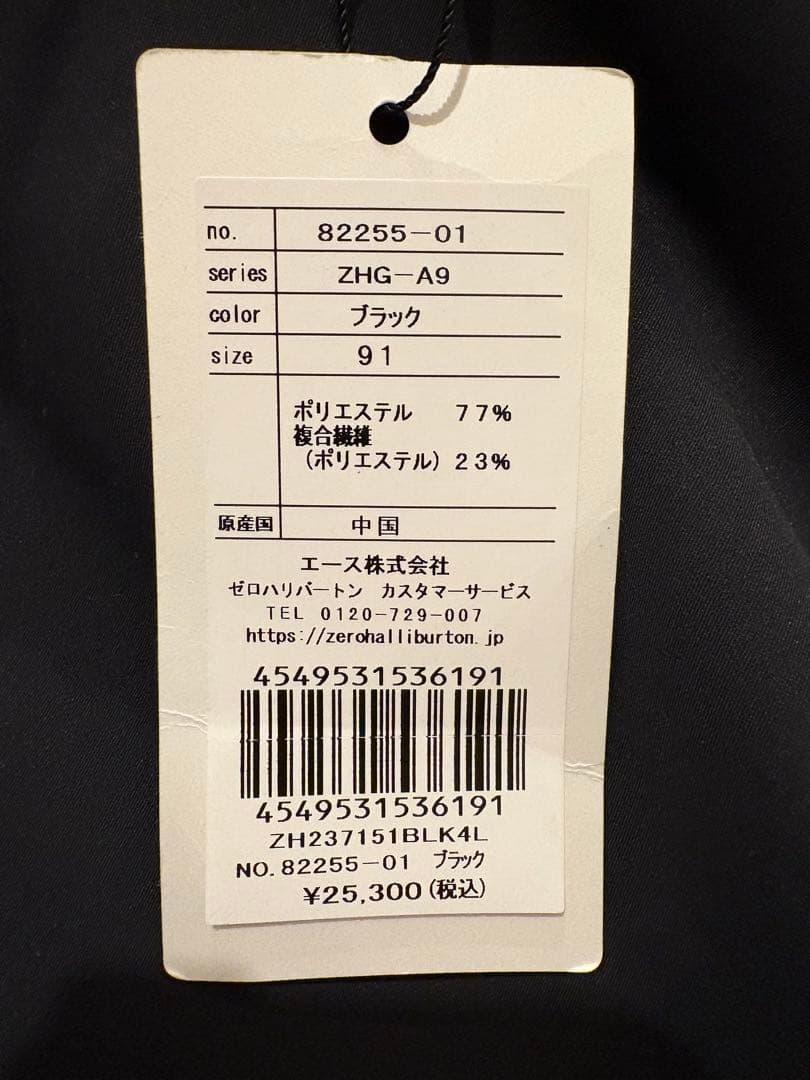 no. 82255-01
series ZHG-A9
color ブラック
size 91
ポリエステル 77%
複合繊維
(ポリエステル) 23%
原産国 中国
エース株式会社
ゼロハリバートン カスタマーサービス
TEL 0120-729-007
https://zerohalliburton.jp
4549531536191
4549531536191
ZH237151BLK4L
NO.82255-01 ブラック
¥25,300(税込)